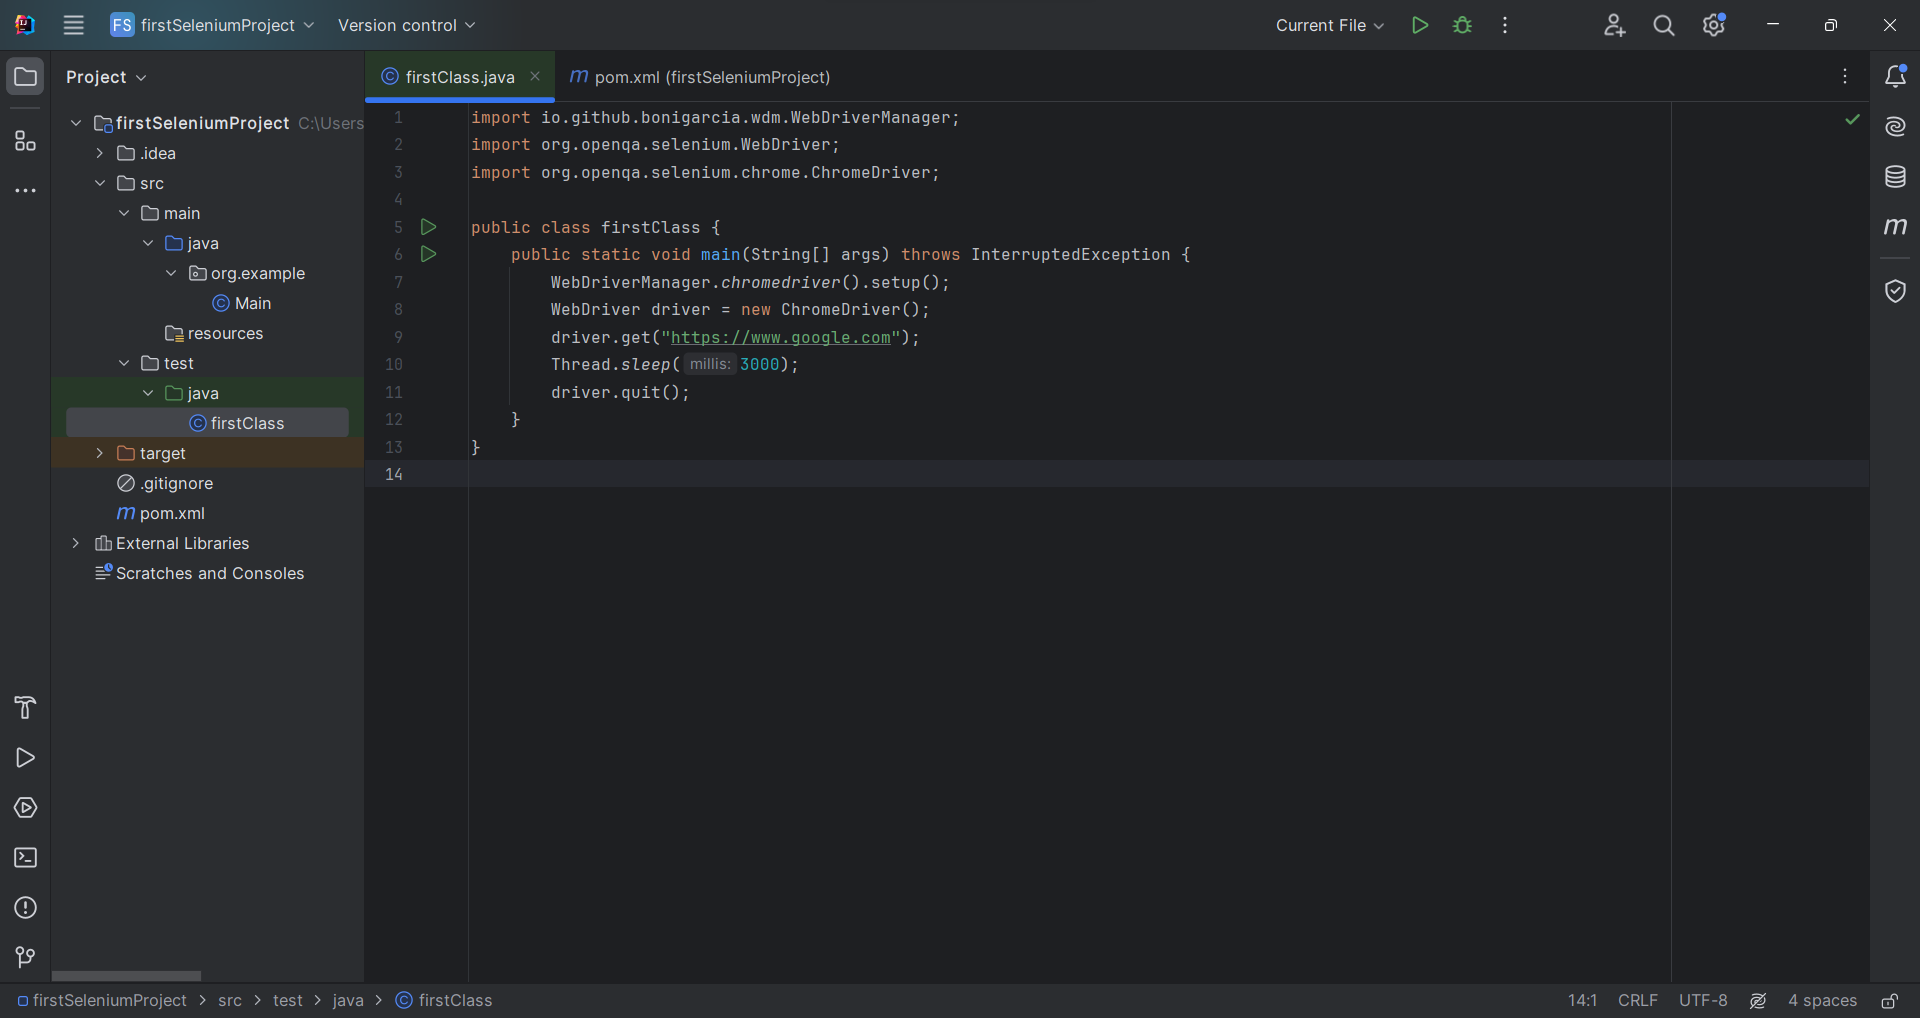 FS firstSeleniumProject Version control Current File
Project
firstClass.java
pom.xml (firstSeleniumProject)
firstSeleniumProject C:\Users
.idea
src
main
java
org.example
Main
resources
test
java
firstClass
target
.gitignore
pom.xml
External Libraries
Scratches and Consoles
1 import io.github.bonigarcia.wdm.WebDriverManager;
2 import org.openqa.selenium.WebDriver;
3 import org.openqa.selenium.chrome.ChromeDriver;
4
5 public class firstClass {
6 public static void main(String[] args) throws InterruptedException {
7 WebDriverManager.chromedriver().setup();
8 WebDriver driver = new ChromeDriver();
9 driver.get("https://www.google.com");
10 Thread.sleep( millis: 3000);
11 driver.quit();
12 }
13 }
14
firstSeleniumProject > src > test > java > firstClass
14:1 CRLF UTF-8 4 spaces